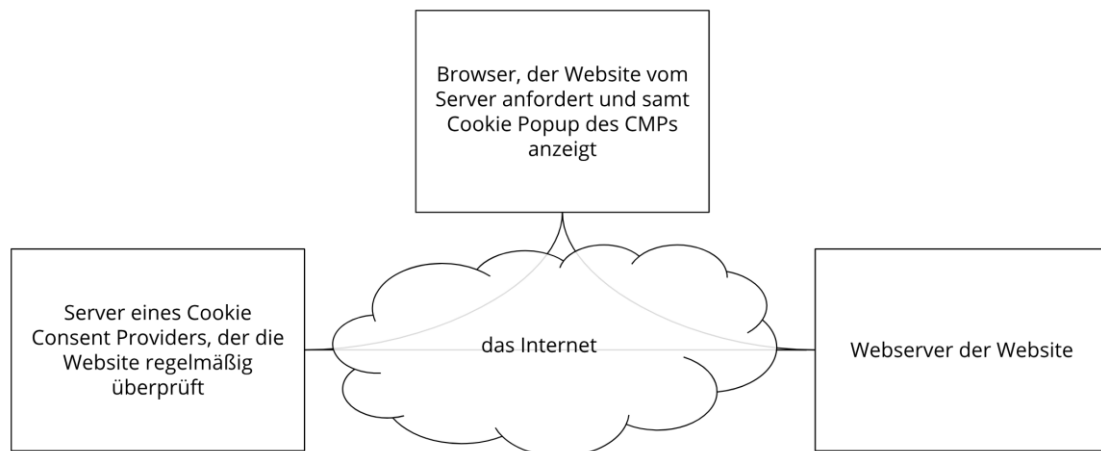 Browser, der Website vom
Server anfordert und samt
Cookie Popup des CMPs
anzeigt
Server eines Cookie
Consent Providers, der die
Website regelmäßig
überprüft
das Internet
Webserver der Website